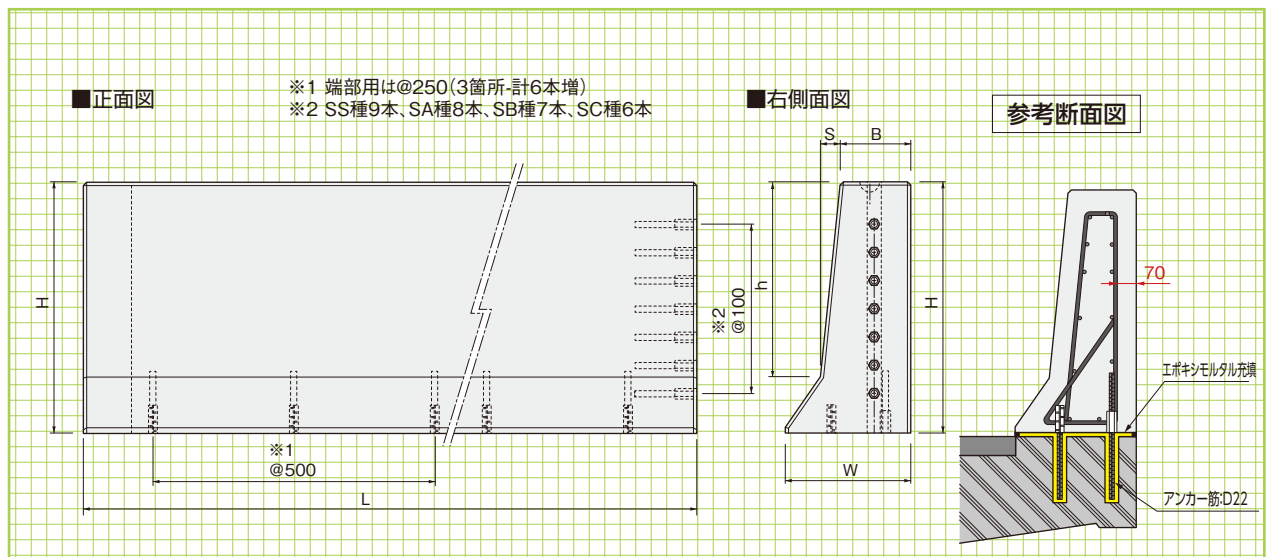 ※1 端部用は@250(3箇所-計6本増)
※2 SS種9本、SA種8本、SB種7本、SC種6本
■正面図
■右側面図
参考断面図
S
B
H
h
H
※2
@100
70
エポキシモルタル充填
※1
@500
L
W
アンカー筋:D22